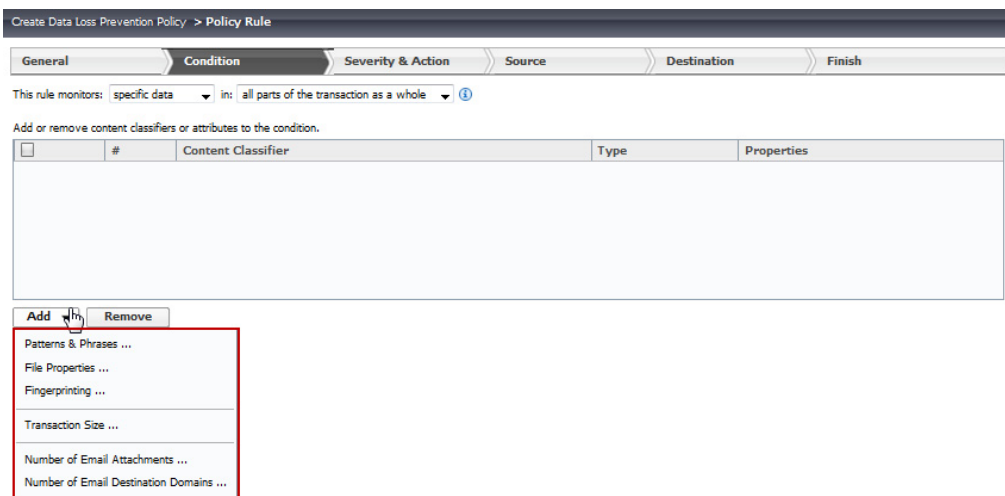 Create Data Loss Prevention Policy > Policy Rule
General Condition Severity & Action Source Destination Finish
This rule monitors: specific data in: all parts of the transaction as a whole
Add or remove content classifiers or attributes to the condition.
# Content Classifier Type Properties
Add Remove
Patterns & Phrases ...
File Properties ...
Fingerprinting ...
Transaction Size ...
Number of Email Attachments ...
Number of Email Destination Domains ...